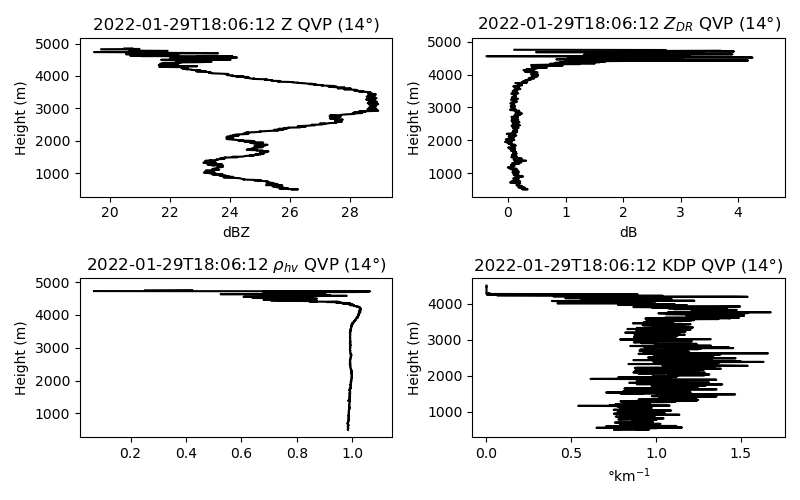 2022-01-29T18:06:12 Z QVP (14°)
5000
4000
3000
2000
1000
Height (m)
20 22 24 26 28
dBZ
2022-01-29T18:06:12 Z_DR QVP (14°)
5000
4000
3000
2000
1000
Height (m)
0 1 2 3 4
dB
2022-01-29T18:06:12 ρ_hv QVP (14°)
5000
4000
3000
2000
1000
Height (m)
0.2 0.4 0.6 0.8 1.0
2022-01-29T18:06:12 KDP QVP (14°)
4000
3000
2000
1000
Height (m)
0.0 0.5 1.0 1.5
°km⁻¹